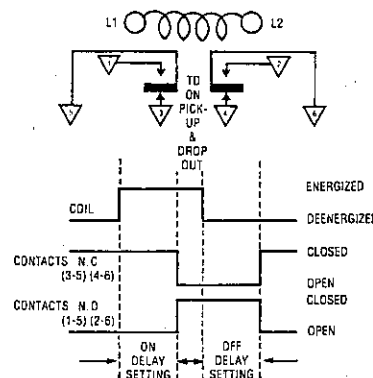 L1
L2
1
2
TD
ON
PICK-
UP
&
DROP
OUT
3
4
5
6
ENERGIZED
COIL
DEENERGIZED
CONTACTS N.C
(3-5) (4-6)
CLOSED
OPEN
CONTACTS N.O
(1-5) (2-6)
CLOSED
OPEN
ON
DELAY
SETTING
OFF
DELAY
SETTING